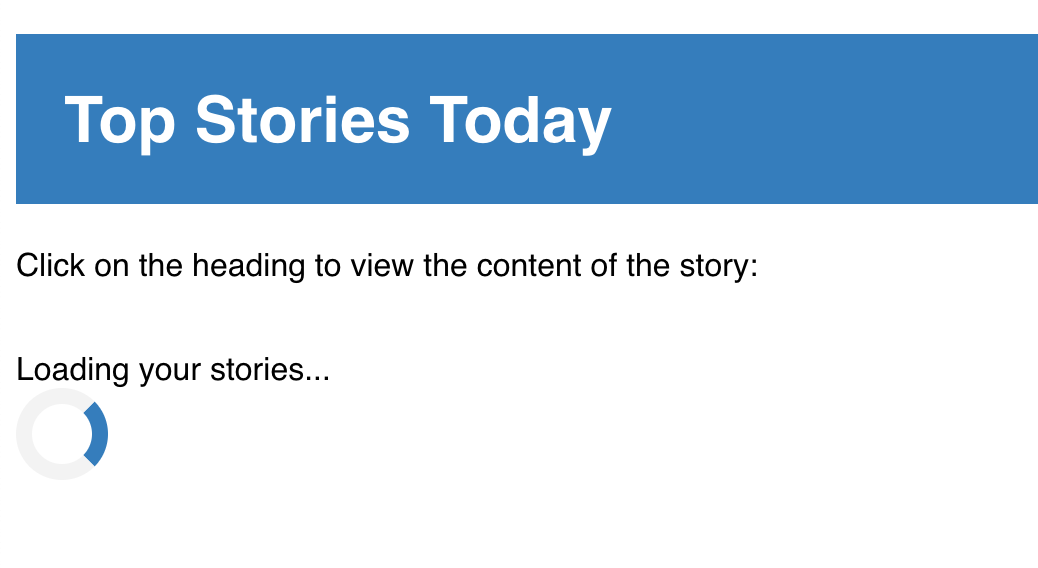 Top Stories Today
Click on the heading to view the content of the story:
Loading your stories...